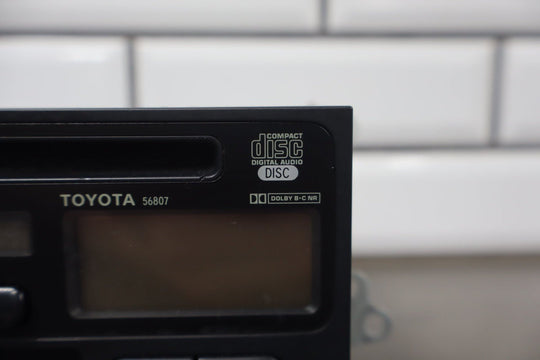 COMPACT
disc
DIGITAL AUDIO
DISC
TOYOTA 56807
DOLBY B-C NR